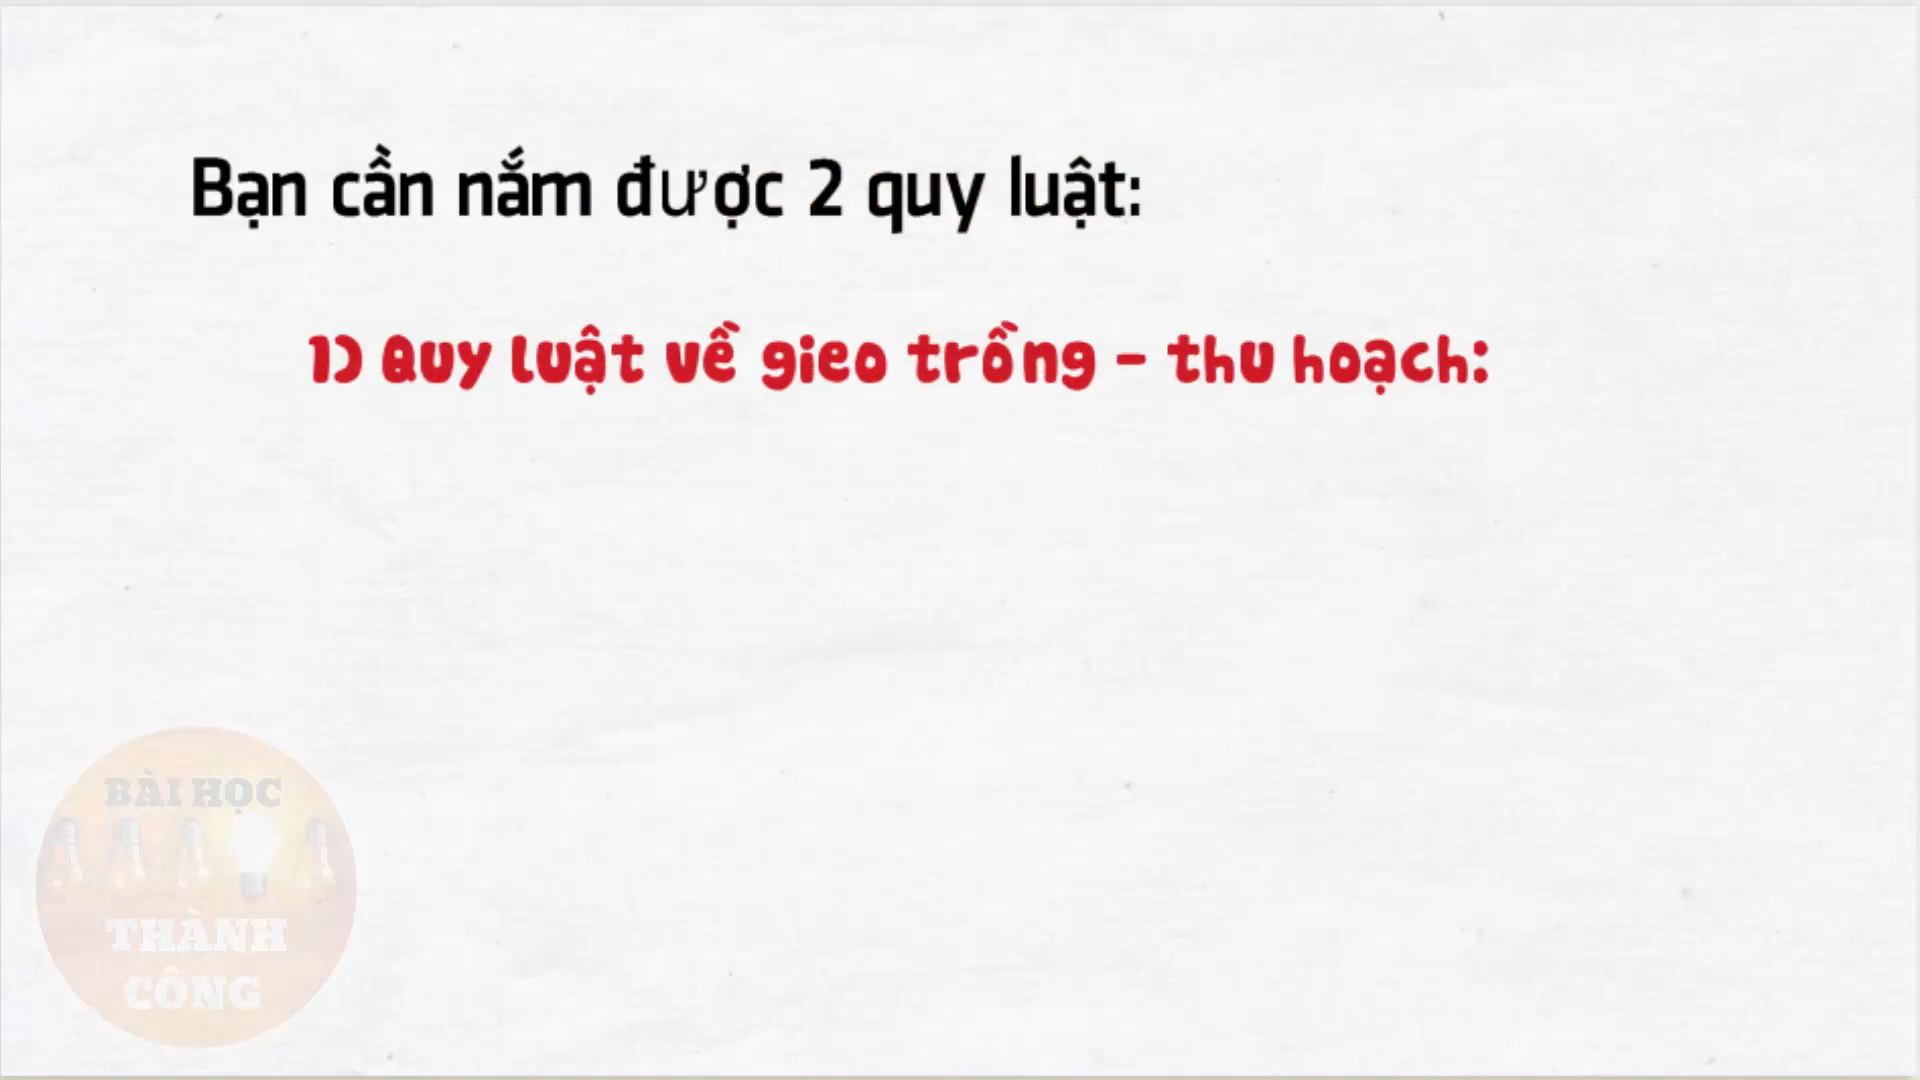 Bạn cần nắm được 2 quy luật:
1) Quy luật về gieo trồng - thu hoạch:
BÀI HỌC
THÀNH
CÔNG